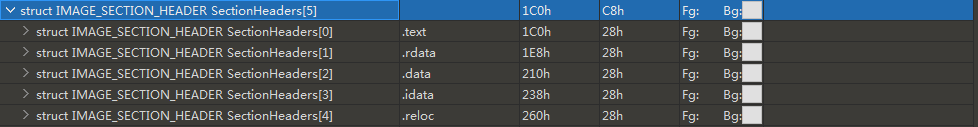 struct IMAGE_SECTION_HEADER SectionHeaders[5] 1C0h C8h Fg: Bg:
struct IMAGE_SECTION_HEADER SectionHeaders[0] .text 1C0h 28h Fg: Bg:
struct IMAGE_SECTION_HEADER SectionHeaders[1] .rdata 1E8h 28h Fg: Bg:
struct IMAGE_SECTION_HEADER SectionHeaders[2] .data 210h 28h Fg: Bg:
struct IMAGE_SECTION_HEADER SectionHeaders[3] .idata 238h 28h Fg: Bg:
struct IMAGE_SECTION_HEADER SectionHeaders[4] .reloc 260h 28h Fg: Bg: